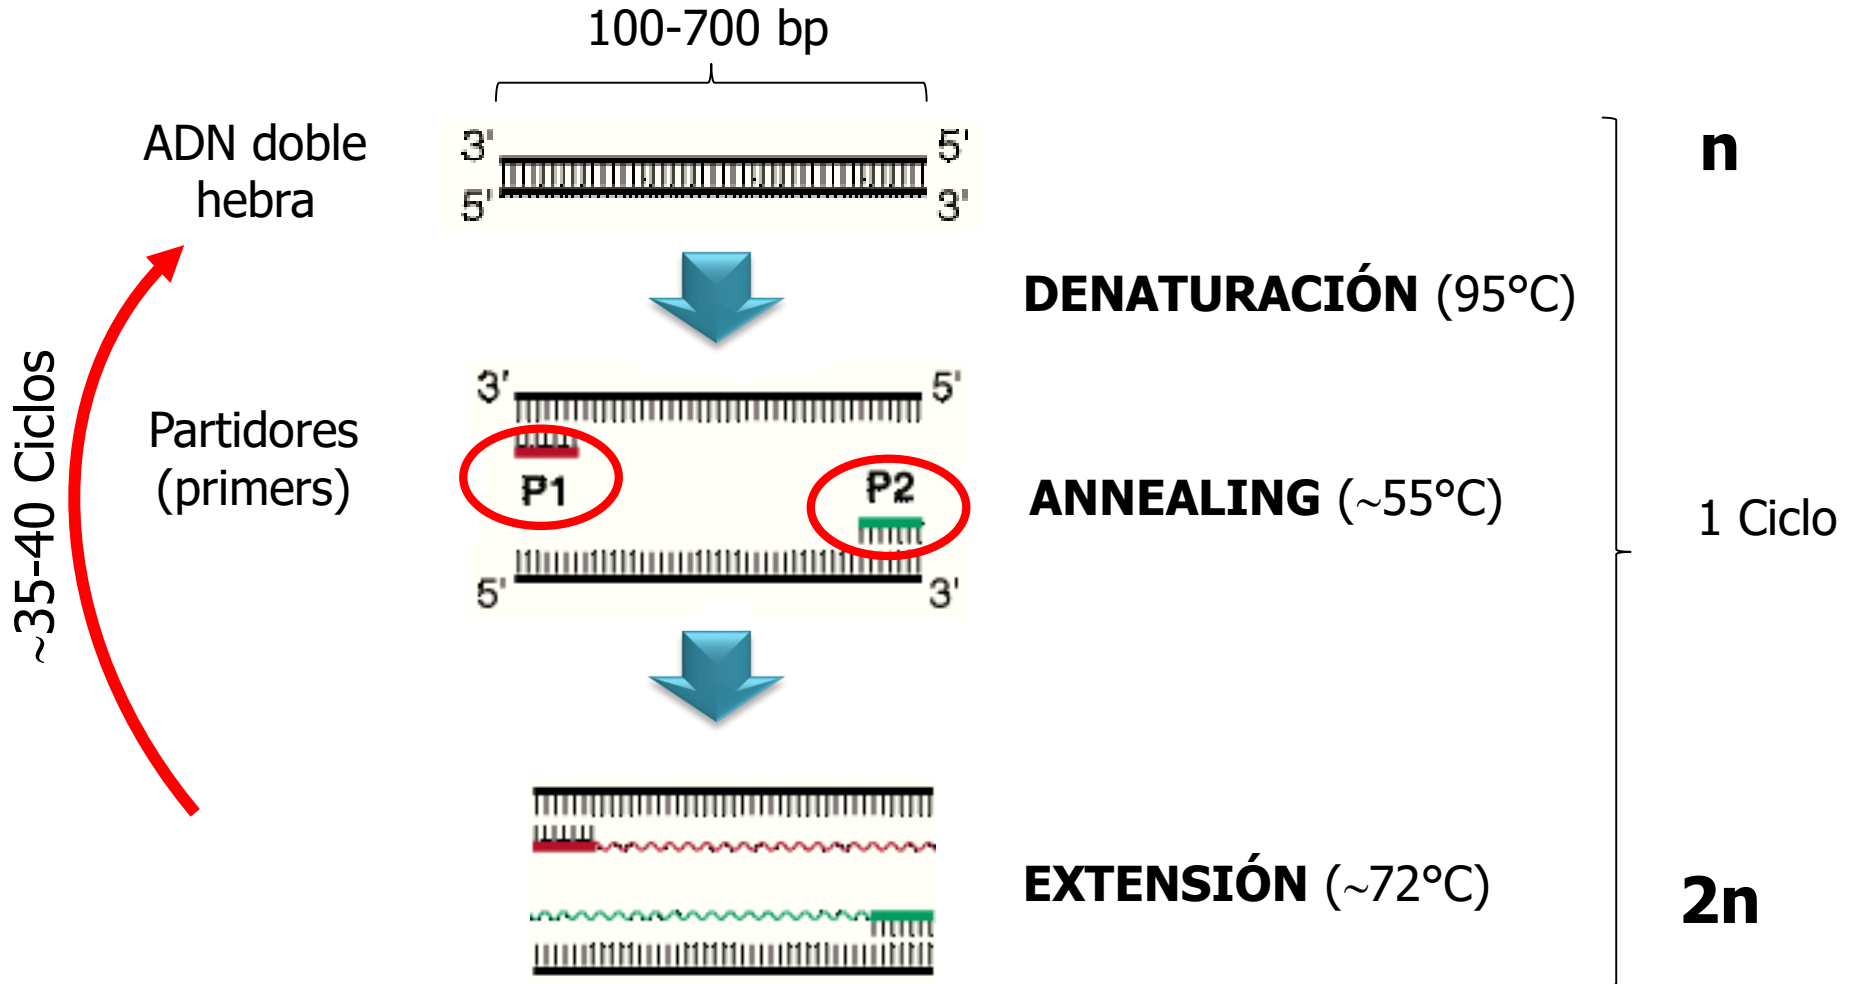 100-700 bp
ADN doble
hebra
3' 5'
5' 3'
n
DENATURACIÓN (95°C)
~35-40 Ciclos
Partidores
(primers)
3' 5'
P1
P2
5' 3'
ANNEALING (~55°C)
1 Ciclo
EXTENSIÓN (~72°C)
2n